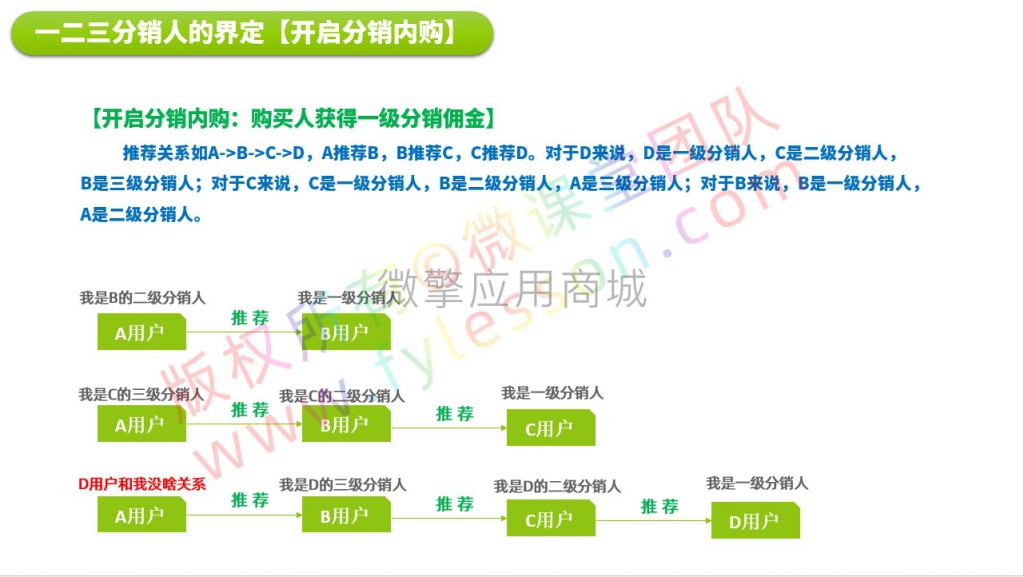 一二三分销人的界定【开启分销内购】
【开启分销内购：购买人获得一级分销佣金】
推荐关系如A->B->C->D，A推荐B，B推荐C，C推荐D。对于D来说，D是一级分销人，C是二级分销人，
B是三级分销人；对于C来说，C是一级分销人，B是二级分销人，A是三级分销人；对于B来说，B是一级分销人，
A是二级分销人。
版权所有©微课堂团队
www.fylesson.com
微擎应用商城
我是B的二级分销人 我是一级分销人
A用户 推 荐 B用户
我是C的三级分销人 我是C的二级分销人 我是一级分销人
A用户 推 荐 B用户 推 荐 C用户
D用户和我没啥关系 我是D的三级分销人 我是D的二级分销人 我是一级分销人
A用户 推 荐 B用户 推 荐 C用户 推 荐 D用户